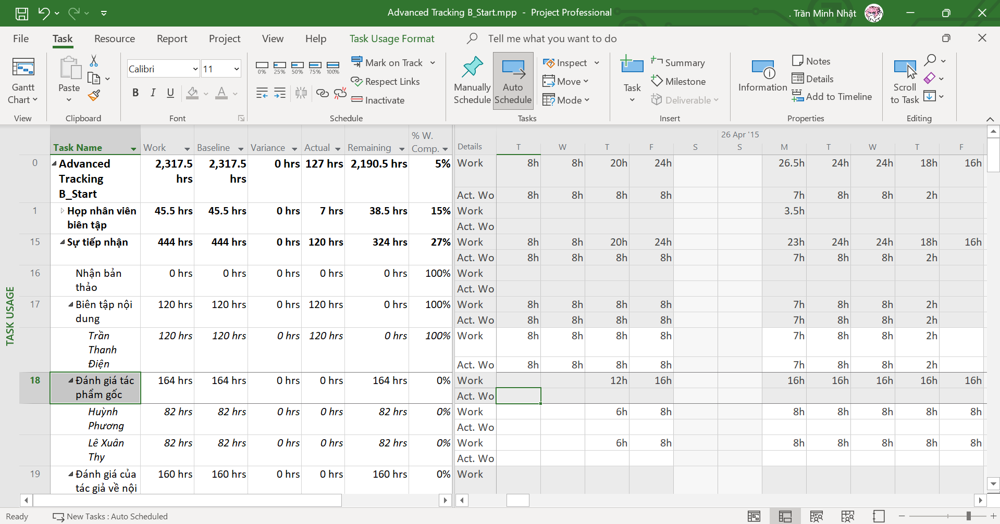 Advanced Tracking B_Start.mpp - Project Professional
. Trần Minh Nhật
File Task Resource Report Project View Help Task Usage Format Tell me what you want to do
Gantt
Chart
View
Paste
Clipboard
Calibri 11
B I U A
Font
0% 25% 50% 75% 100%
Mark on Track
Respect Links
Inactivate
Schedule
Manually
Schedule
Auto
Schedule
Inspect
Move
Mode
Tasks
Task
Summary
Milestone
Deliverable
Insert
Information
Notes
Details
Add to Timeline
Properties
Scroll
to Task
Editing
TASK USAGE
Task Name Work Baseline Variance Actual Remaining % W. Comp. Details
26 Apr '15
T W T F S S M T W T F
0 Advanced Tracking B_Start 2,317.5 hrs 2,317.5 hrs 0 hrs 127 hrs 2,190.5 hrs 5% Work 8h 8h 20h 24h 26.5h 24h 24h 18h 16h
Act. Wo 8h 8h 8h 8h 7h 8h 8h 2h
1 Họp nhân viên biên tập 45.5 hrs 45.5 hrs 0 hrs 7 hrs 38.5 hrs 15% Work 3.5h
Act. Wo
15 Sự tiếp nhận 444 hrs 444 hrs 0 hrs 120 hrs 324 hrs 27% Work 8h 8h 20h 24h 23h 24h 24h 18h 16h
Act. Wo 8h 8h 8h 8h 7h 8h 8h 2h
16 Nhận bản thảo 0 hrs 0 hrs 0 hrs 0 hrs 0 hrs 100% Work
Act. Wo
17 Biên tập nội dung 120 hrs 120 hrs 0 hrs 120 hrs 0 hrs 100% Work 8h 8h 8h 8h 7h 8h 8h 2h
Act. Wo 8h 8h 8h 8h 7h 8h 8h 2h
Trần Thanh Điện 120 hrs 120 hrs 0 hrs 120 hrs 0 hrs 100% Work 8h 8h 8h 8h 7h 8h 8h 2h
Act. Wo 8h 8h 8h 8h 7h 8h 8h 2h
18 Đánh giá tác phẩm gốc 164 hrs 164 hrs 0 hrs 0 hrs 164 hrs 0% Work 12h 16h 16h 16h 16h 16h 16h
Act. Wo
Huỳnh Phương 82 hrs 82 hrs 0 hrs 0 hrs 82 hrs 0% Work 6h 8h 8h 8h 8h 8h 8h
Act. Wo
Lê Xuân Thy 82 hrs 82 hrs 0 hrs 0 hrs 82 hrs 0% Work 6h 8h 8h 8h 8h 8h 8h
Act. Wo
19 Đánh giá của tác giả về nội 160 hrs 160 hrs 0 hrs 0 hrs 160 hrs 0% Work
Ready New Tasks : Auto Scheduled